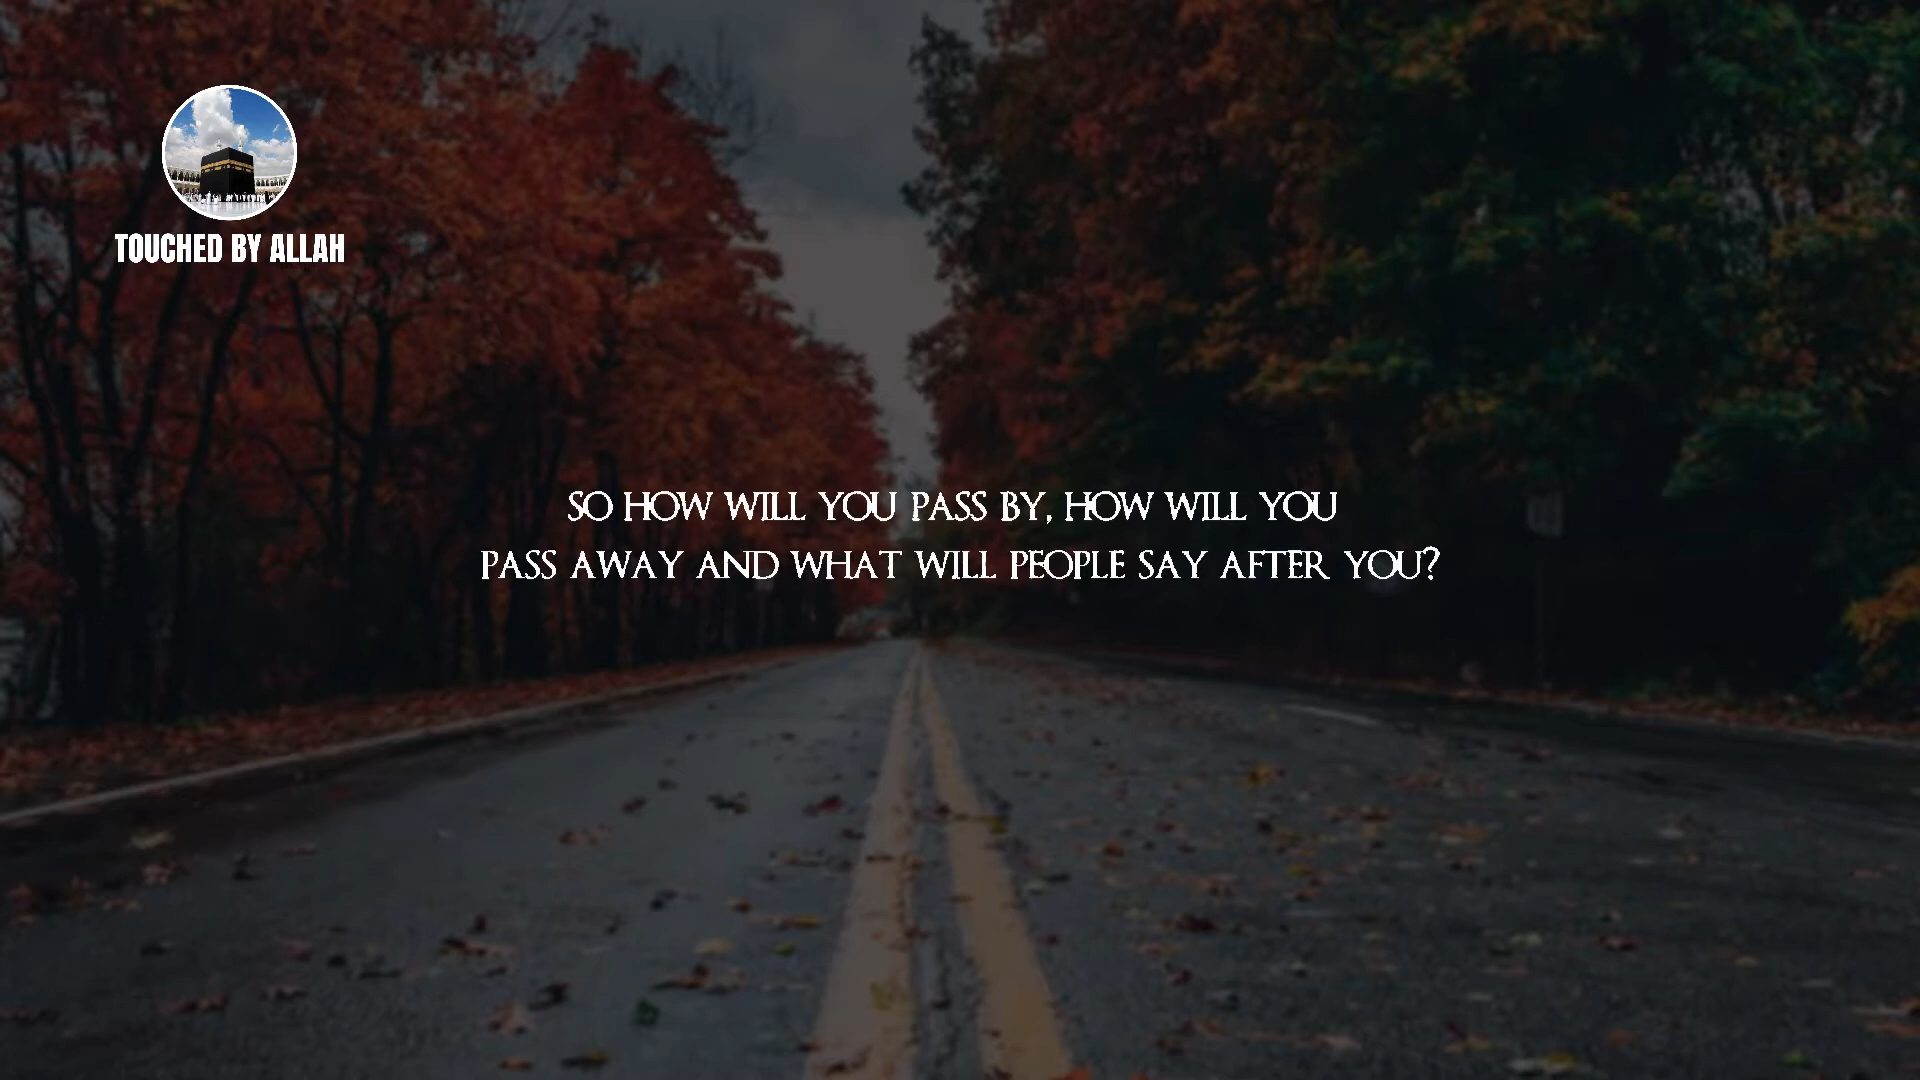 TOUCHED BY ALLAH
SO HOW WILL YOU PASS BY, HOW WILL YOU
PASS AWAY AND WHAT WILL PEOPLE SAY AFTER YOU?